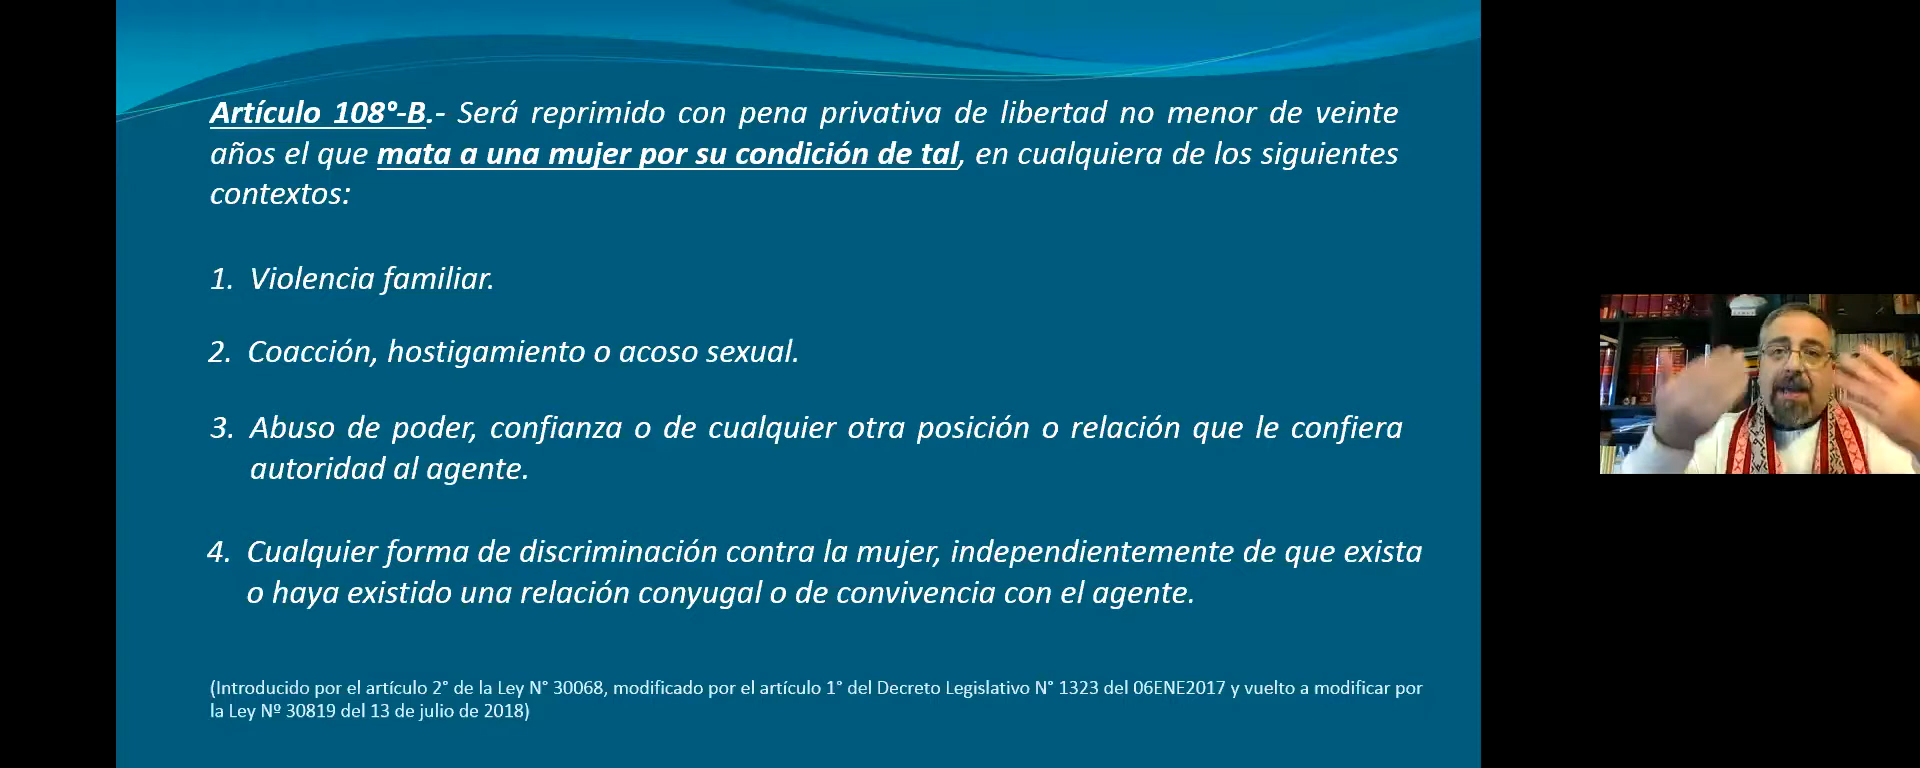 Artículo 108°-B.- Será reprimido con pena privativa de libertad no menor de veinte
años el que mata a una mujer por su condición de tal, en cualquiera de los siguientes
contextos:
1. Violencia familiar.
2. Coacción, hostigamiento o acoso sexual.
3. Abuso de poder, confianza o de cualquier otra posición o relación que le confiera
autoridad al agente.
4. Cualquier forma de discriminación contra la mujer, independientemente de que exista
o haya existido una relación conyugal o de convivencia con el agente.
(Introducido por el artículo 2° de la Ley N° 30068, modificado por el artículo 1° del Decreto Legislativo N° 1323 del 06ENE2017 y vuelto a modificar por
la Ley Nº 30819 del 13 de julio de 2018)